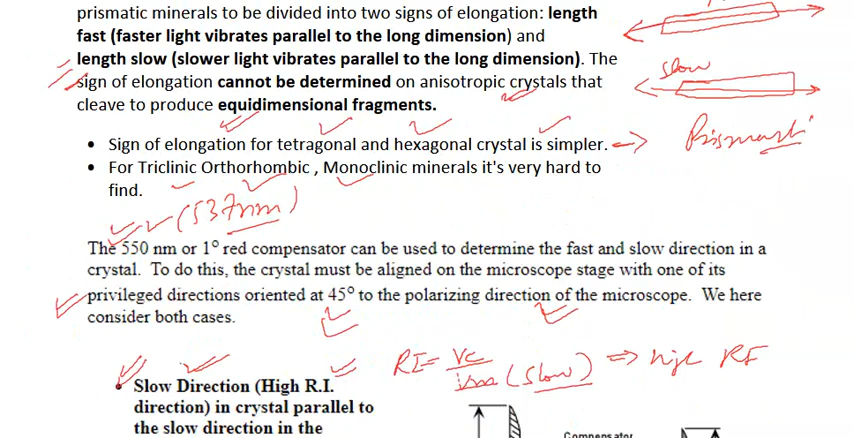 prismatic minerals to be divided into two signs of elongation: length
fast (faster light vibrates parallel to the long dimension) and
length slow (slower light vibrates parallel to the long dimension). The
sign of elongation cannot be determined on anisotropic crystals that
cleave to produce equidimensional fragments.
slow
• Sign of elongation for tetragonal and hexagonal crystal is simpler.
• For Triclinic Orthorhombic , Monoclinic minerals it's very hard to
find.
(537nm)
The 550 nm or 1° red compensator can be used to determine the fast and slow direction in a
crystal. To do this, the crystal must be aligned on the microscope stage with one of its
privileged directions oriented at 45° to the polarizing direction of the microscope. We here
consider both cases.
RI = Vc (slow) ⇒ high RI
Slow Direction (High R.I.
direction) in crystal parallel to
the slow direction in the
Compensator